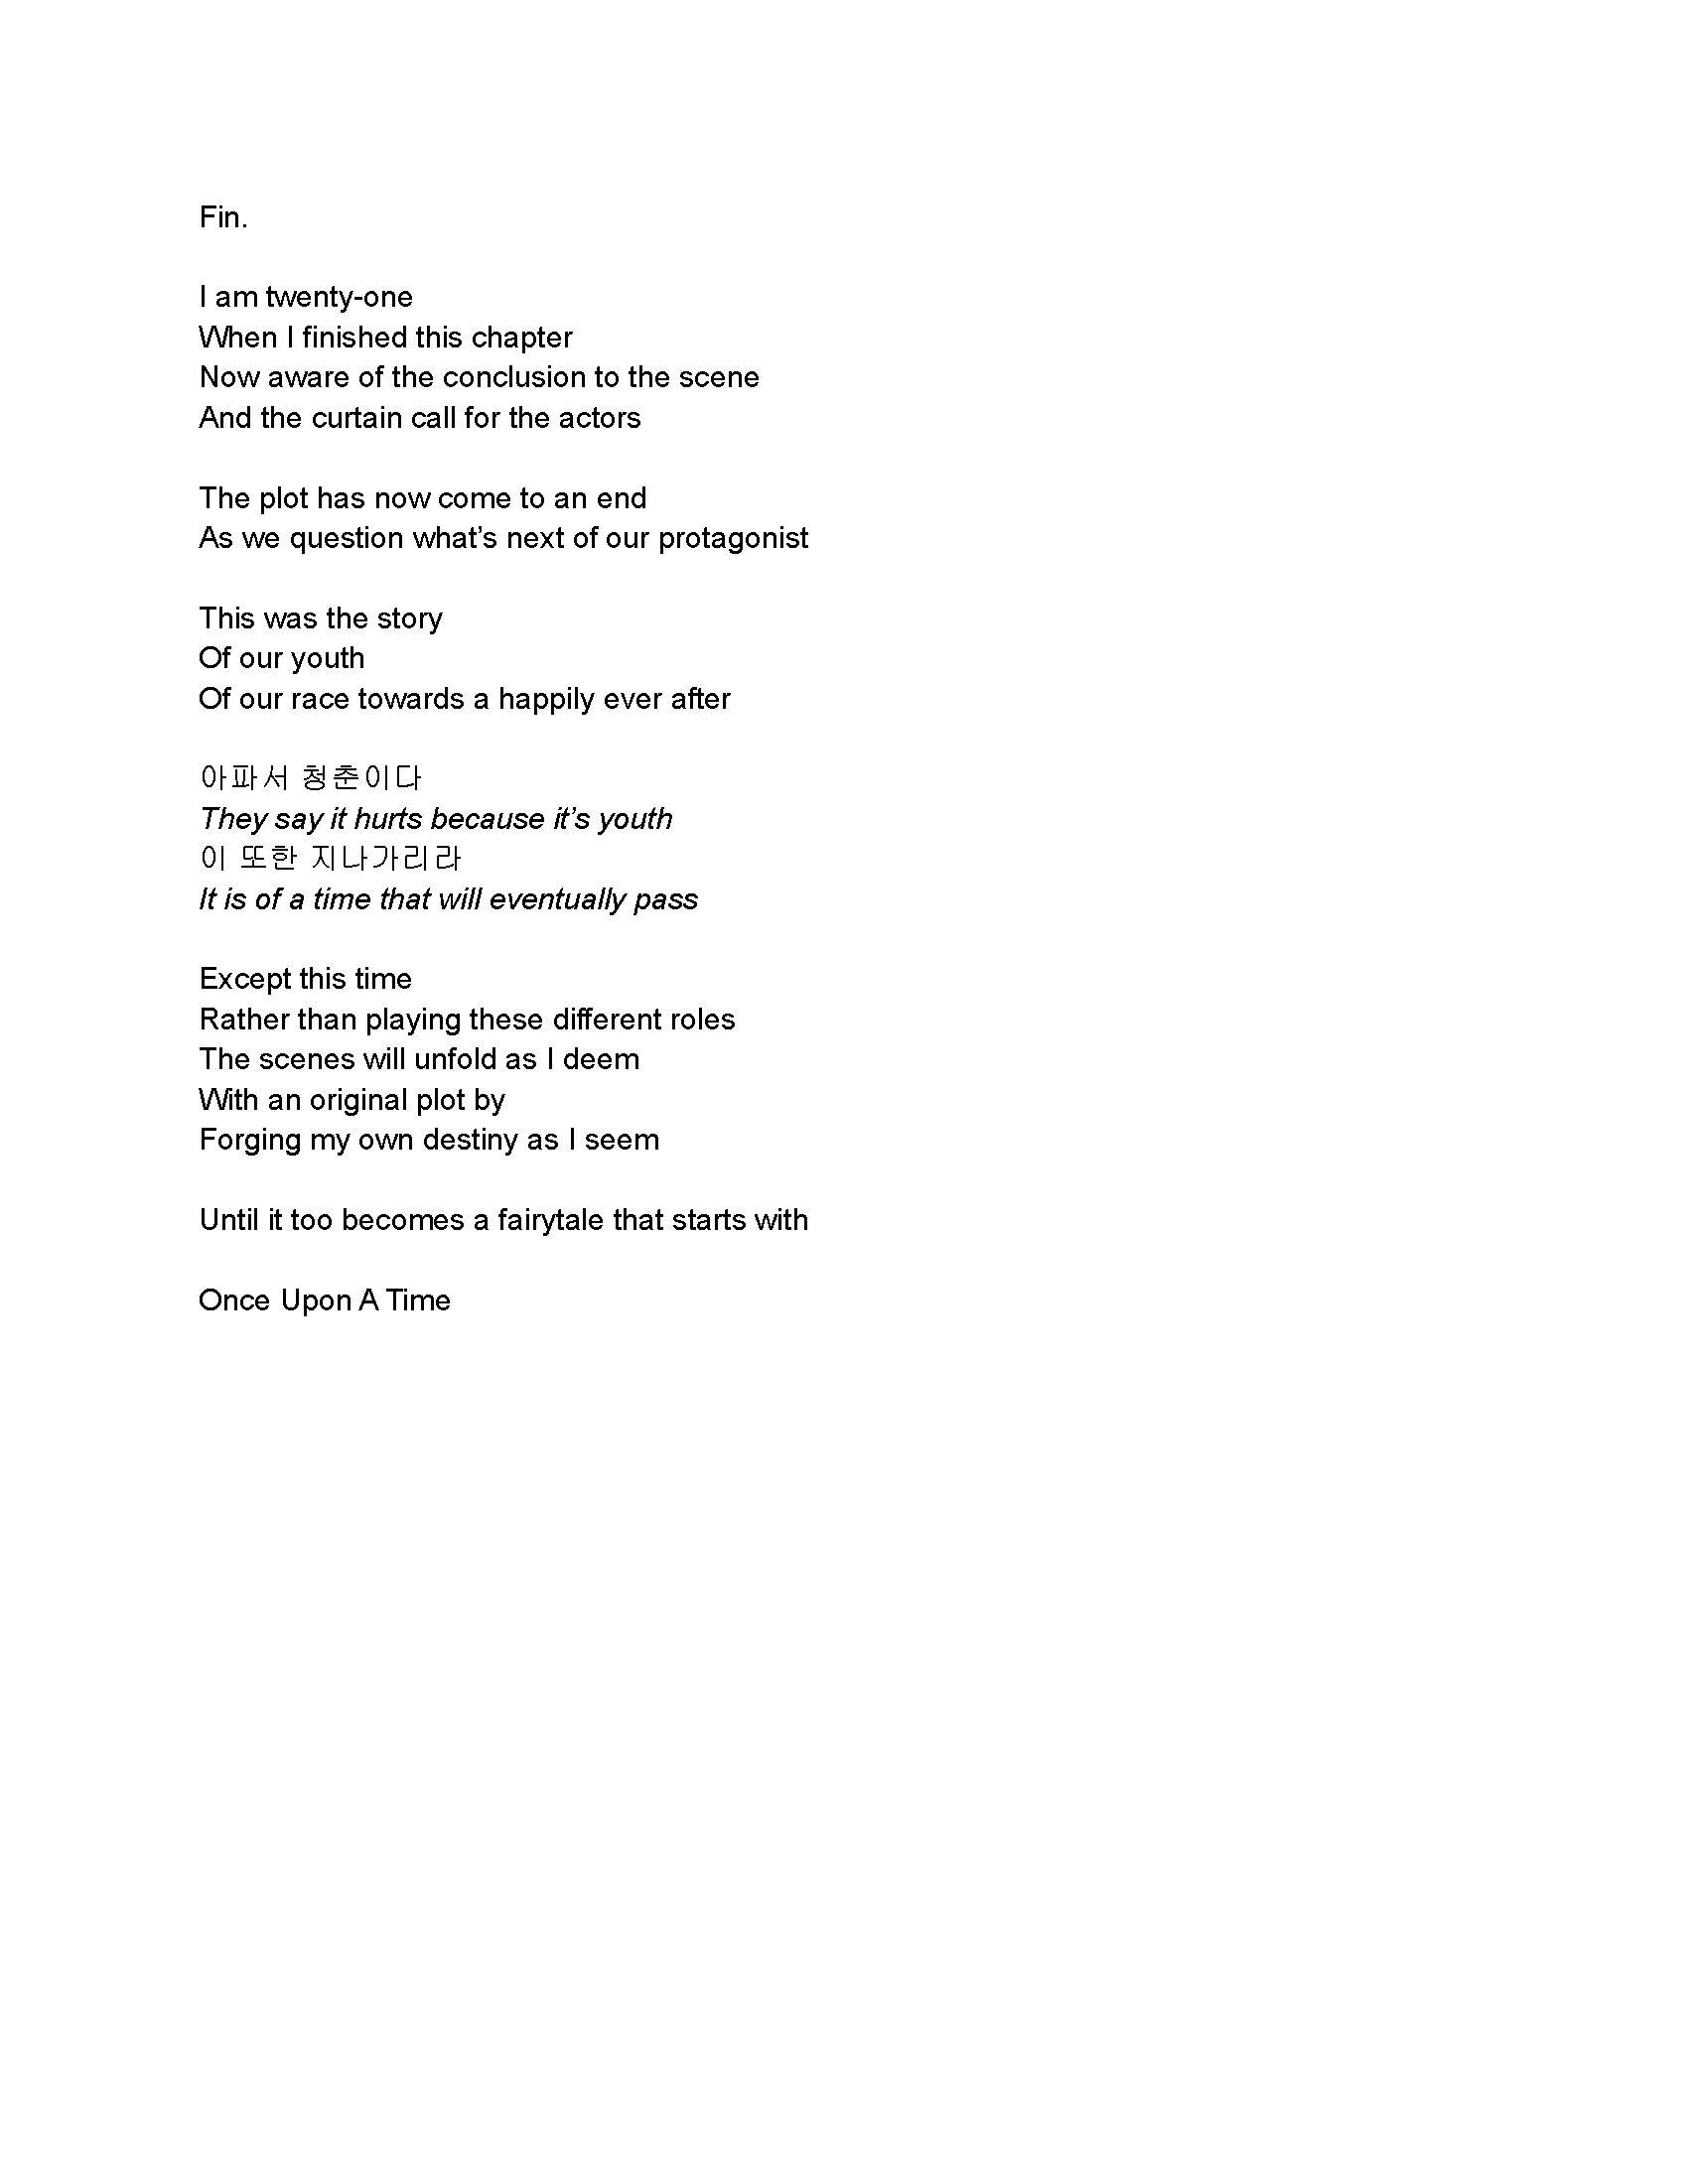 Fin.
I am twenty-one
When I finished this chapter
Now aware of the conclusion to the scene
And the curtain call for the actors
The plot has now come to an end
As we question what’s next of our protagonist
This was the story
Of our youth
Of our race towards a happily ever after
아파서 청춘이다
They say it hurts because it’s youth
이 또한 지나가리라
It is of a time that will eventually pass
Except this time
Rather than playing these different roles
The scenes will unfold as I deem
With an original plot by
Forging my own destiny as I seem
Until it too becomes a fairytale that starts with
Once Upon A Time